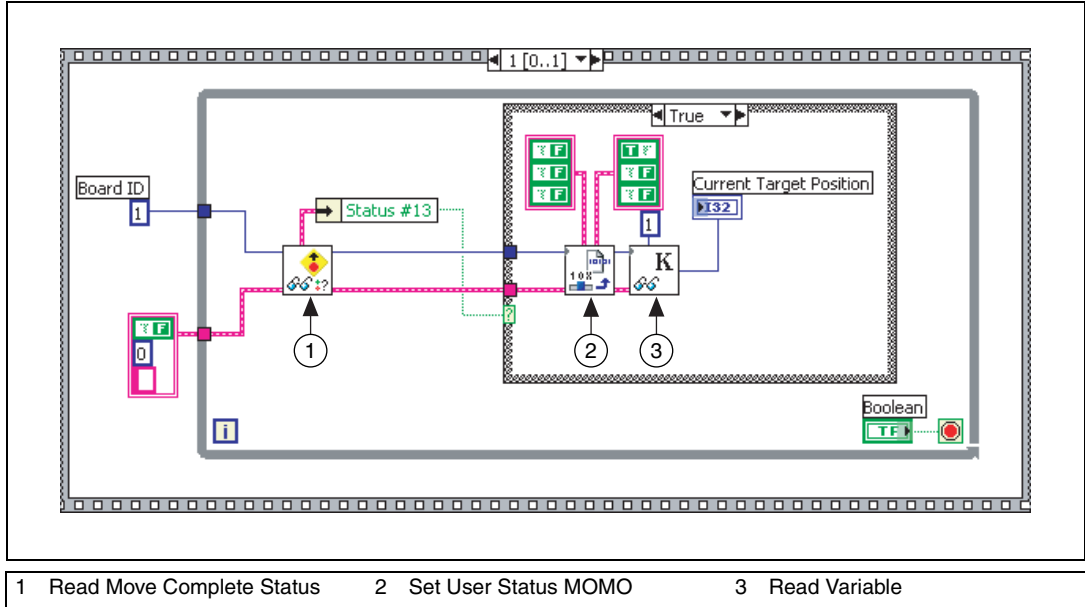 1 [0..1]
True
F
F
F
T
F
F
Board ID
1
Status #13
Current Target Position
I32
1
K
10X
?
F
0
?
1
2
3
i
Boolean
TF
1 Read Move Complete Status 2 Set User Status MOMO 3 Read Variable